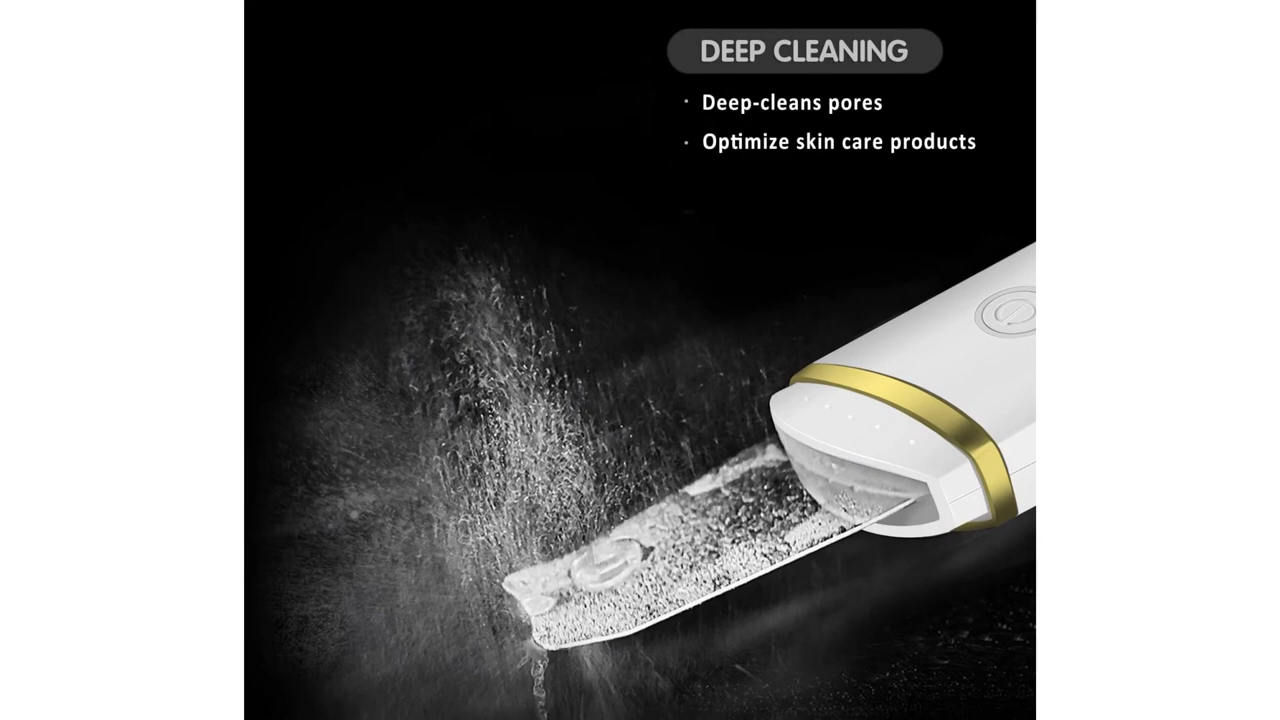 DEEP CLEANING
· Deep-cleans pores
· Optimize skin care products